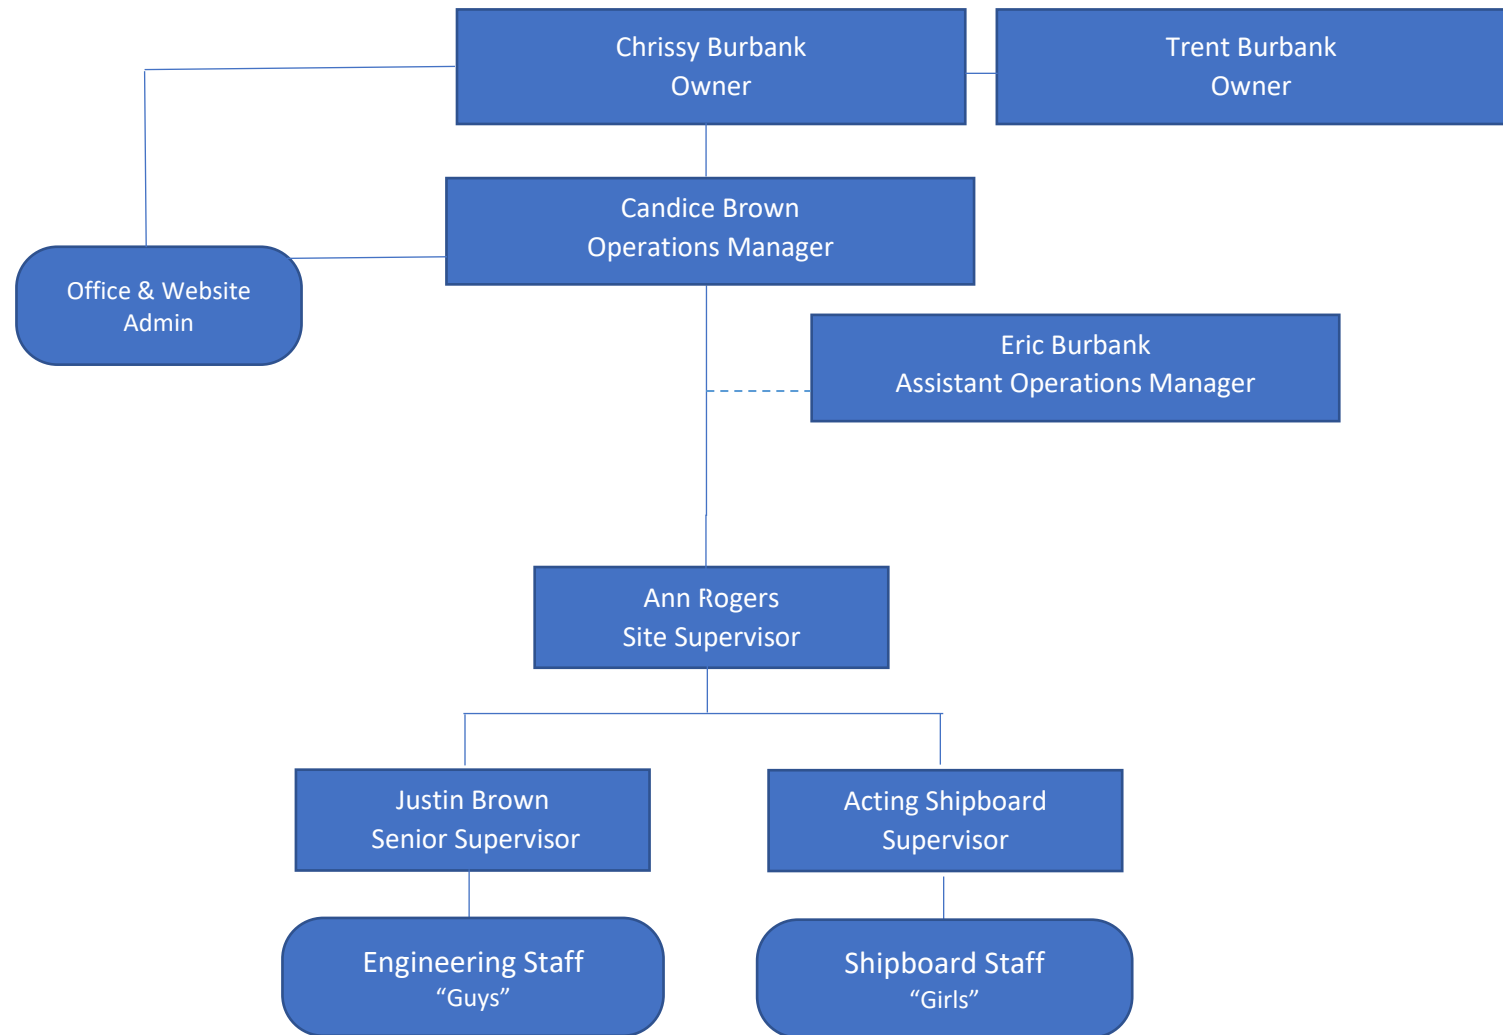 Chrissy Burbank
Owner
Trent Burbank
Owner
Candice Brown
Operations Manager
Office & Website
Admin
Eric Burbank
Assistant Operations Manager
Ann Rogers
Site Supervisor
Justin Brown
Senior Supervisor
Acting Shipboard
Supervisor
Engineering Staff
“Guys”
Shipboard Staff
“Girls”